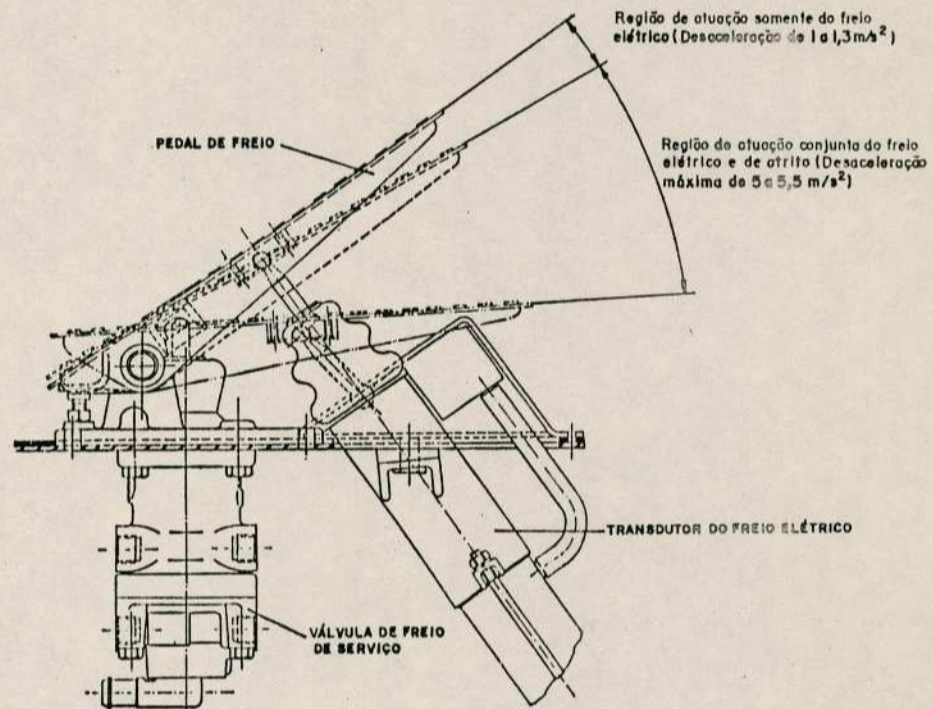 Região de atuação somente do freio
elétrico (Desaceleração de 1 a 1,3 m/s²)
PEDAL DE FREIO
Região de atuação conjunta do freio
elétrico e de atrito (Desaceleração
máxima de 5 a 5,5 m/s²)
TRANSDUTOR DO FREIO ELÉTRICO
VÁLVULA DE FREIO
DE SERVIÇO